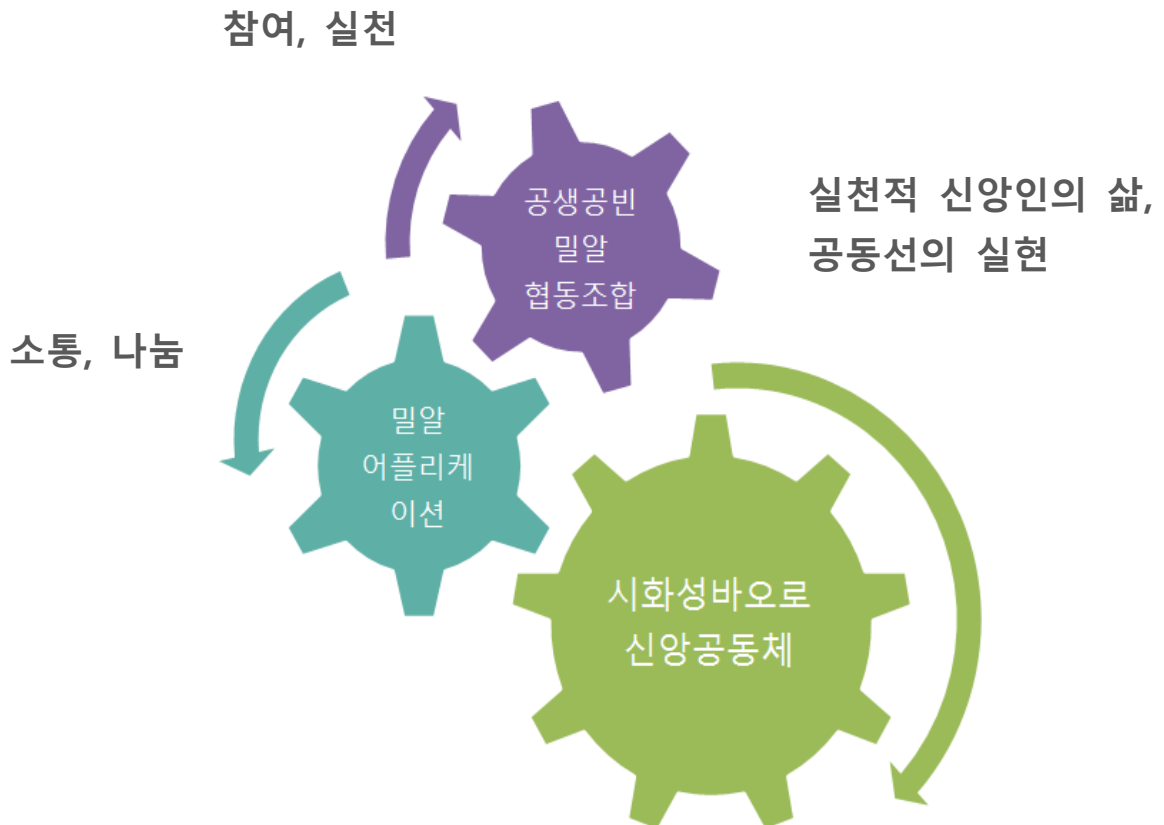 참여, 실천
공생공빈
밀알
협동조합
실천적 신앙인의 삶,
공동선의 실현
소통, 나눔
밀알
어플리케
이션
시화성바오로
신앙공동체